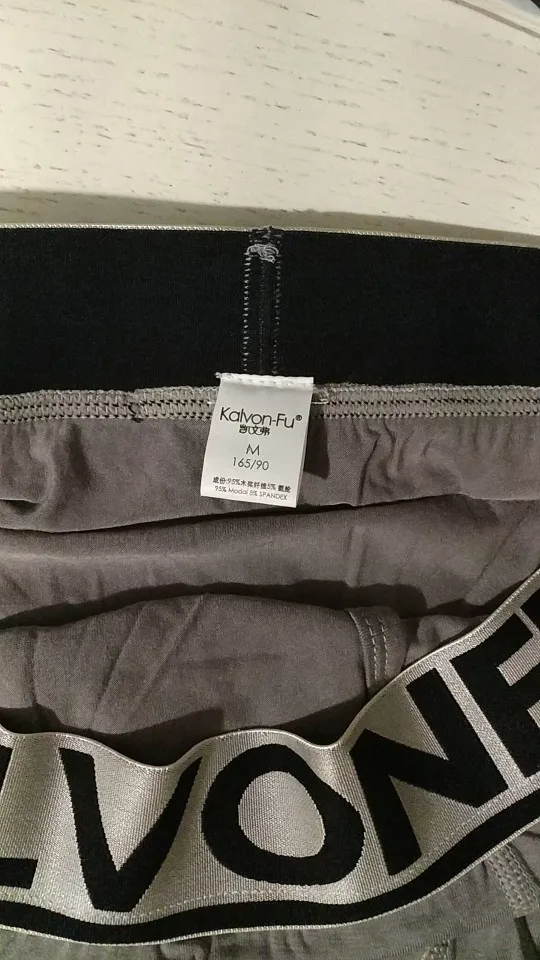 Kalvon-Fu®
凯文弗
M
165/90
成份:95%木浆纤维5%氨纶
95% Modal 5% SPANDEX
LVONE